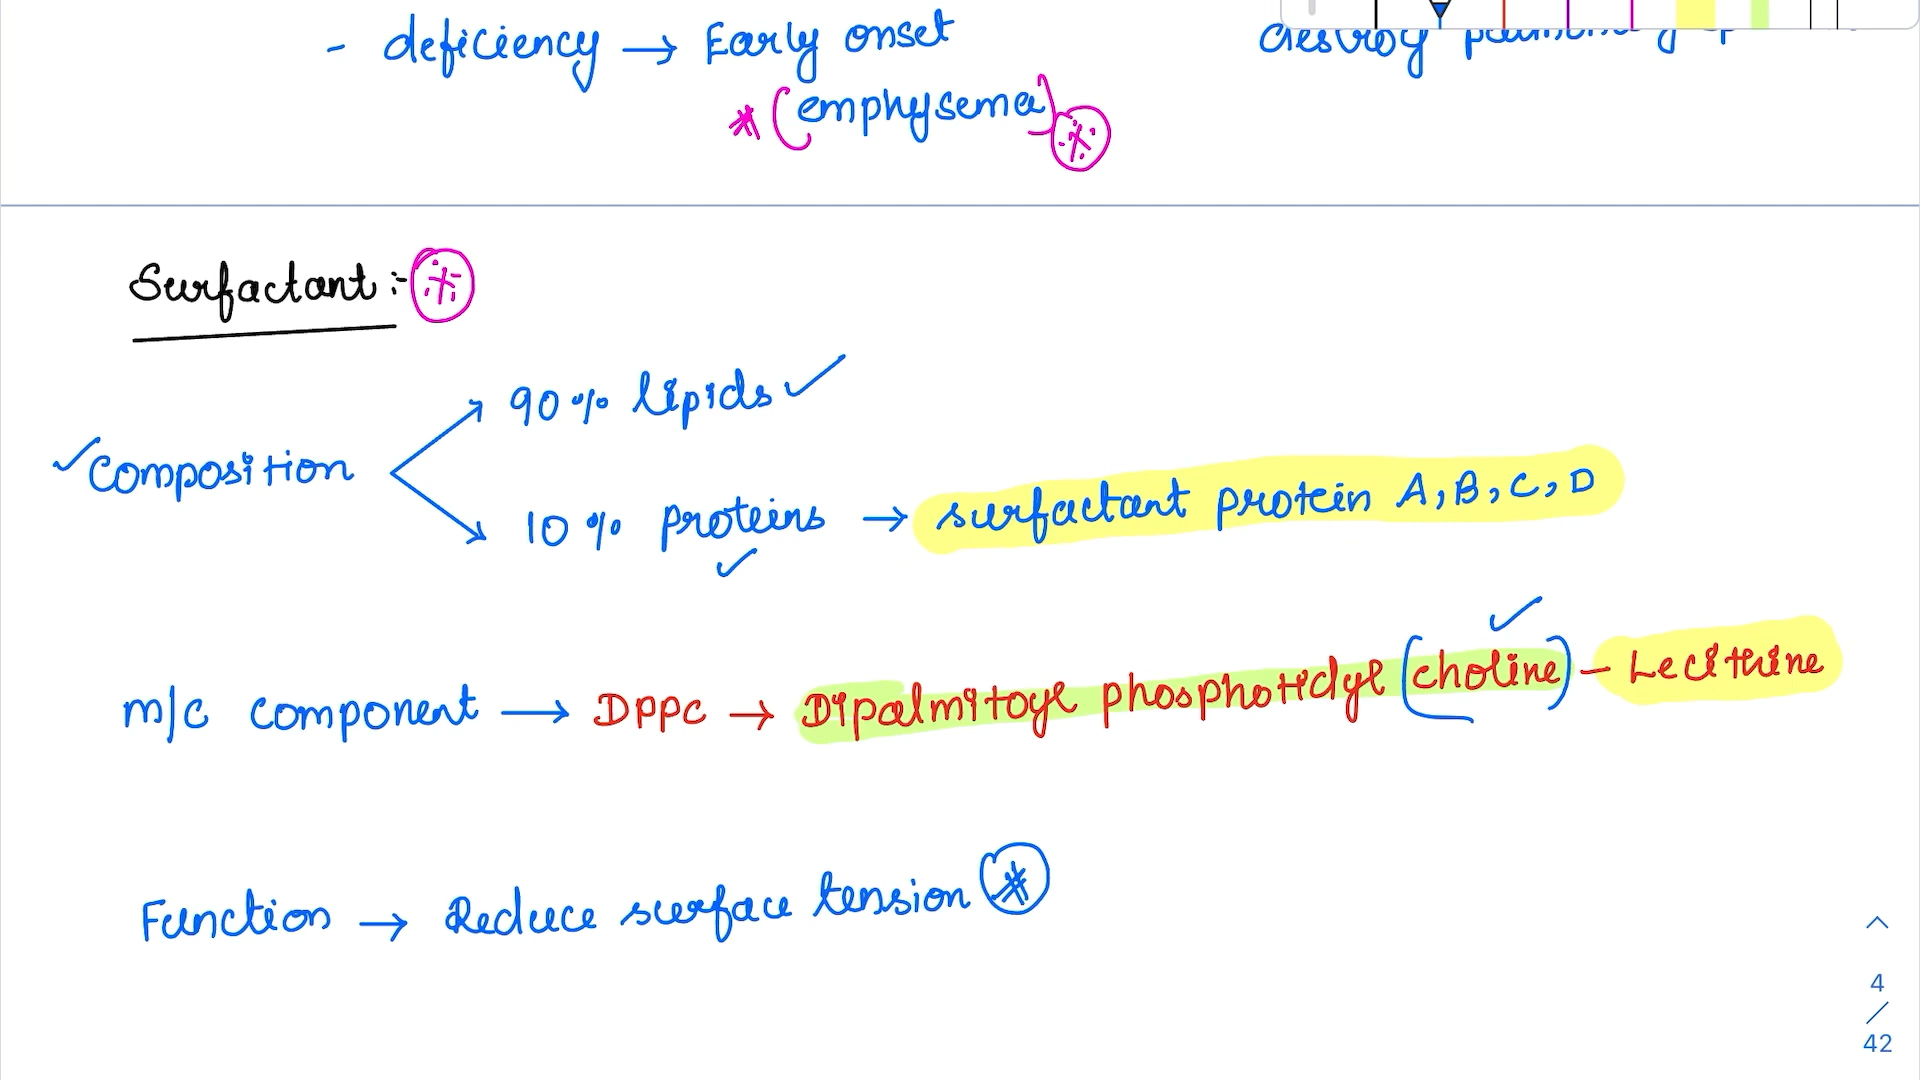 - deficiency → Early onset
* (emphysema)
destroy
Surfactant :-
composition
90% lipids ✓
10% proteins → surfactant protein A, B, C, D
m/c component → DPPC → Dipalmitoyl phosphotidyl (choline) - Lecithine
Function → Reduce surface tension
4
/
42